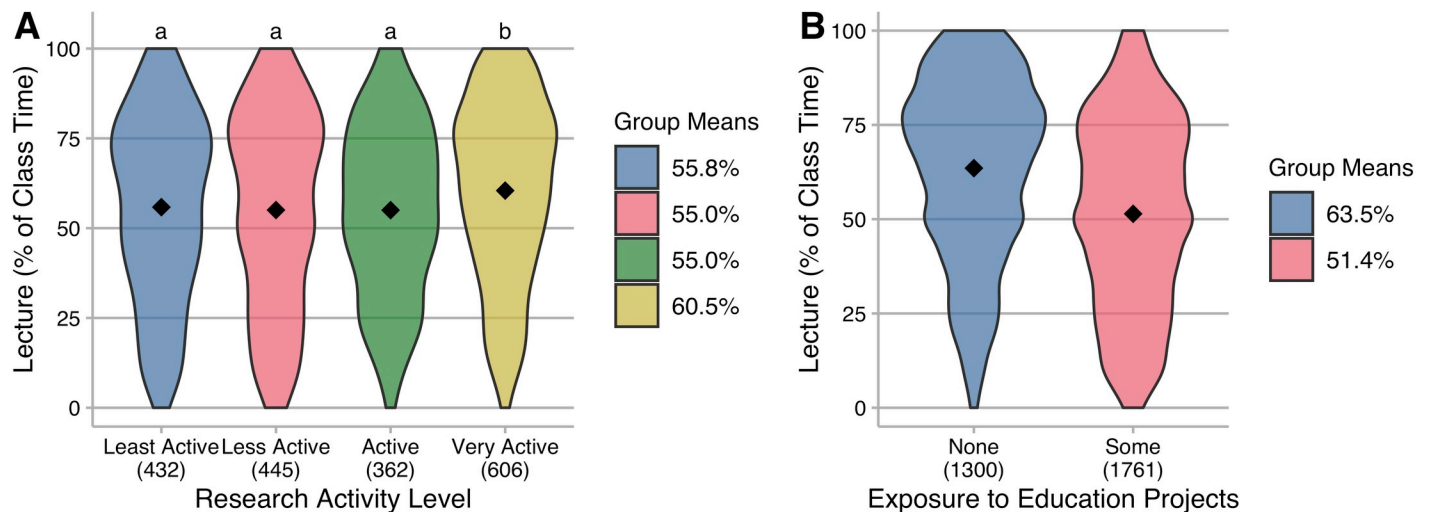 A
a a a b
Lecture (% of Class Time)
100
75
50
25
0
Least Active Less Active Active Very Active
(432) (445) (362) (606)
Research Activity Level
Group Means
55.8%
55.0%
55.0%
60.5%
B
Lecture (% of Class Time)
100
75
50
25
0
None Some
(1300) (1761)
Exposure to Education Projects
Group Means
63.5%
51.4%